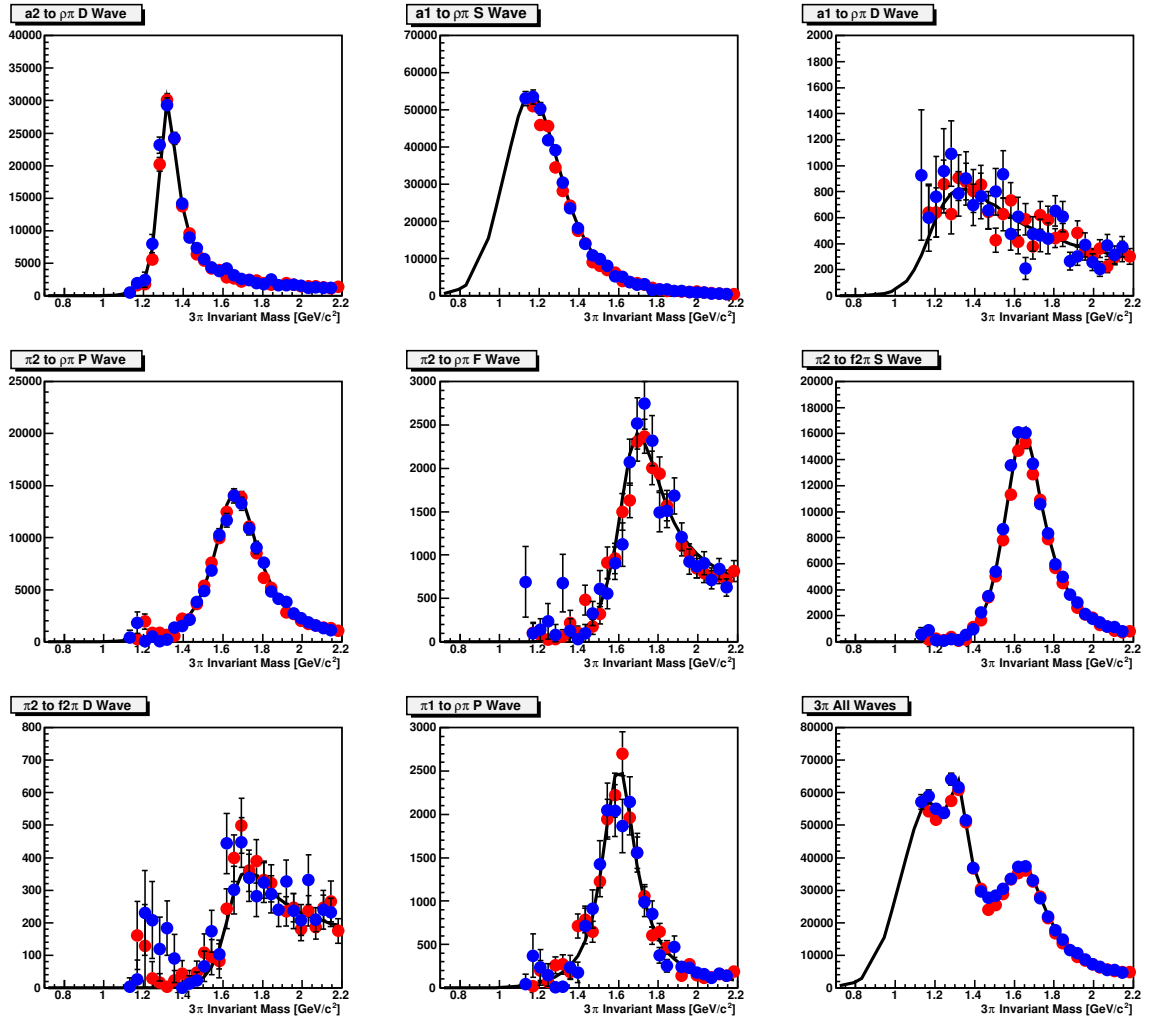 a2 to ρπ D Wave
40000
35000
30000
25000
20000
15000
10000
5000
0
0.8 1 1.2 1.4 1.6 1.8 2 2.2
3π Invariant Mass [GeV/c²]
a1 to ρπ S Wave
70000
60000
50000
40000
30000
20000
10000
0
0.8 1 1.2 1.4 1.6 1.8 2 2.2
3π Invariant Mass [GeV/c²]
a1 to ρπ D Wave
2000
1800
1600
1400
1200
1000
800
600
400
200
0
0.8 1 1.2 1.4 1.6 1.8 2 2.2
3π Invariant Mass [GeV/c²]
π2 to ρπ P Wave
25000
20000
15000
10000
5000
0
0.8 1 1.2 1.4 1.6 1.8 2 2.2
3π Invariant Mass [GeV/c²]
π2 to ρπ F Wave
3000
2500
2000
1500
1000
500
0
0.8 1 1.2 1.4 1.6 1.8 2 2.2
3π Invariant Mass [GeV/c²]
π2 to f2π S Wave
20000
18000
16000
14000
12000
10000
8000
6000
4000
2000
0
0.8 1 1.2 1.4 1.6 1.8 2 2.2
3π Invariant Mass [GeV/c²]
π2 to f2π D Wave
800
700
600
500
400
300
200
100
0
0.8 1 1.2 1.4 1.6 1.8 2 2.2
3π Invariant Mass [GeV/c²]
π1 to ρπ P Wave
3000
2500
2000
1500
1000
500
0
0.8 1 1.2 1.4 1.6 1.8 2 2.2
3π Invariant Mass [GeV/c²]
3π All Waves
80000
70000
60000
50000
40000
30000
20000
10000
0
0.8 1 1.2 1.4 1.6 1.8 2 2.2
3π Invariant Mass [GeV/c²]